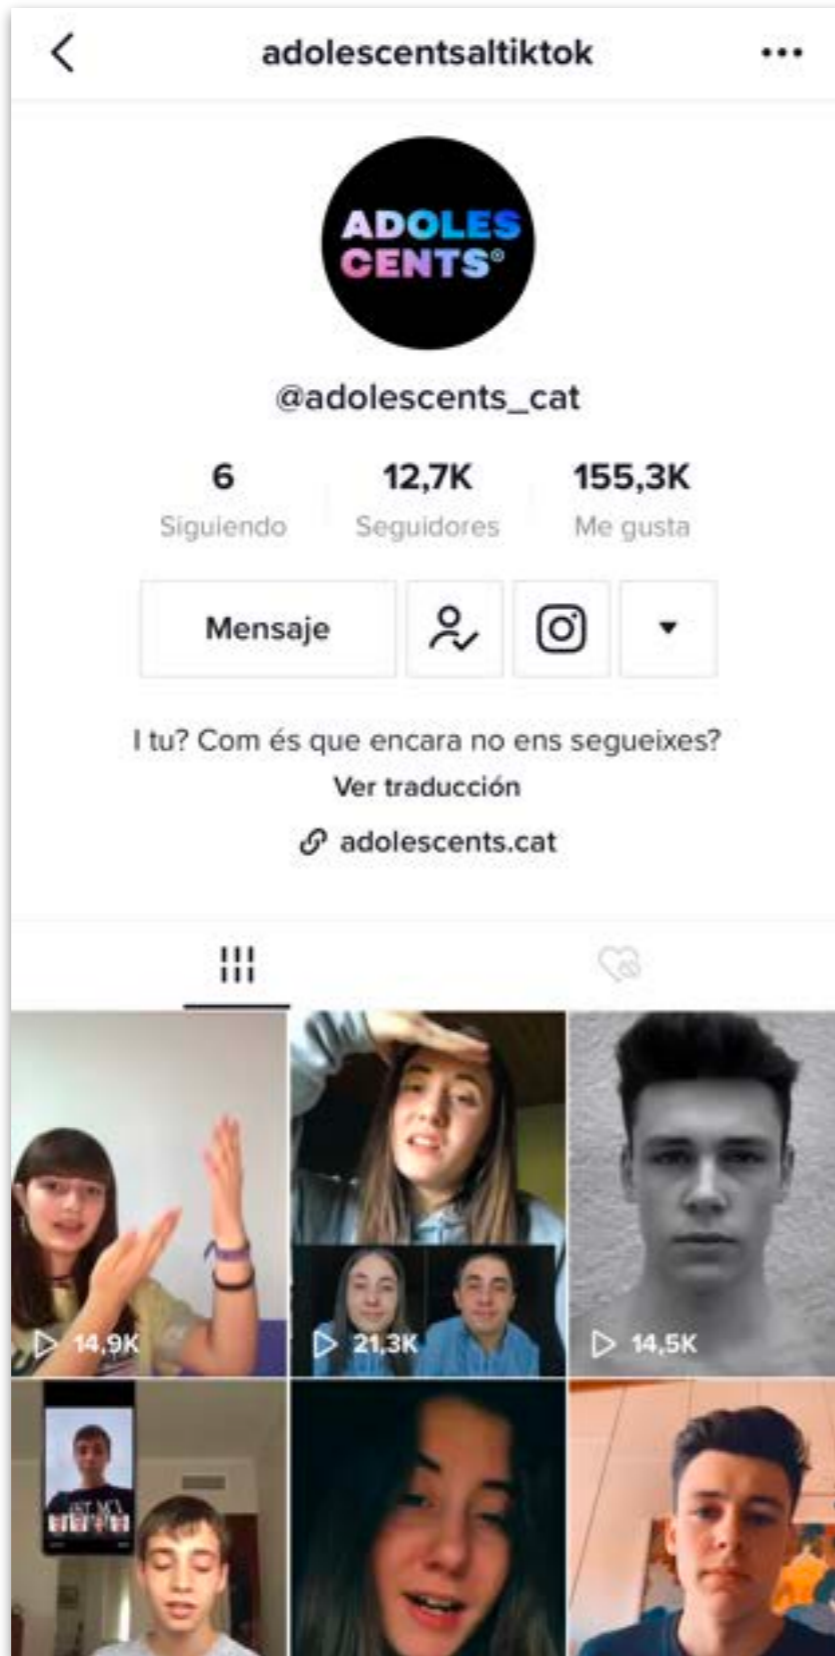 adolescentsaltiktok
ADOLES
CENTS®
@adolescents_cat
6 12,7K 155,3K
Siguiendo Seguidores Me gusta
Mensaje
I tu? Com és que encara no ens segueixes?
Ver traducción
adolescents.cat
14,9K 21,3K 14,5K